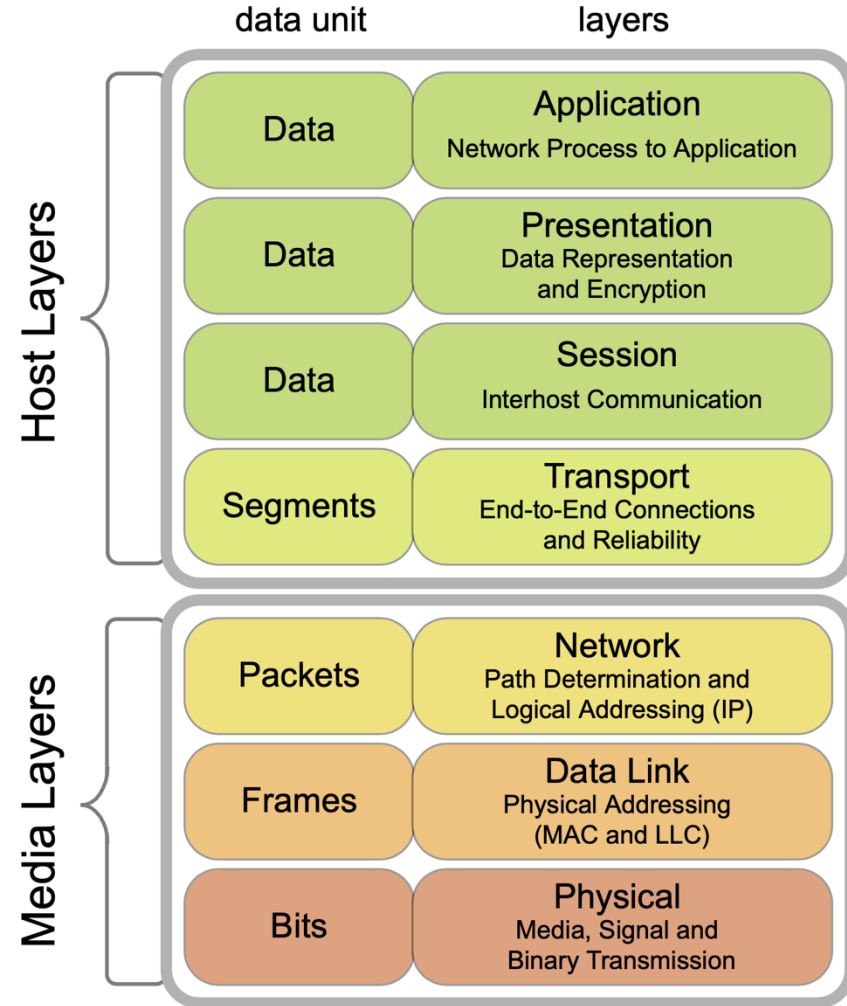 data unit layers
Host Layers
Data
Application
Network Process to Application
Data
Presentation
Data Representation
and Encryption
Data
Session
Interhost Communication
Segments
Transport
End-to-End Connections
and Reliability
Media Layers
Packets
Network
Path Determination and
Logical Addressing (IP)
Frames
Data Link
Physical Addressing
(MAC and LLC)
Bits
Physical
Media, Signal and
Binary Transmission